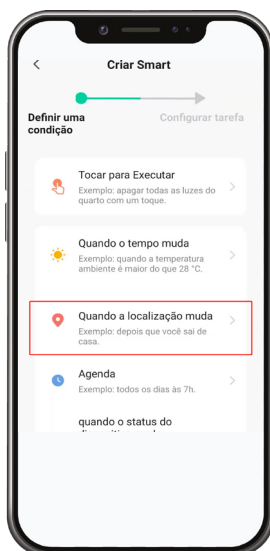 Criar Smart
Definir uma
condição
Configurar tarefa
Tocar para Executar
Exemplo: apagar todas as luzes do
quarto com um toque.
Quando o tempo muda
Exemplo: quando a temperatura
ambiente é maior do que 28 °C.
Quando a localização muda
Exemplo: depois que você sai de
casa.
Agenda
Exemplo: todos os dias às 7h.
quando o status do